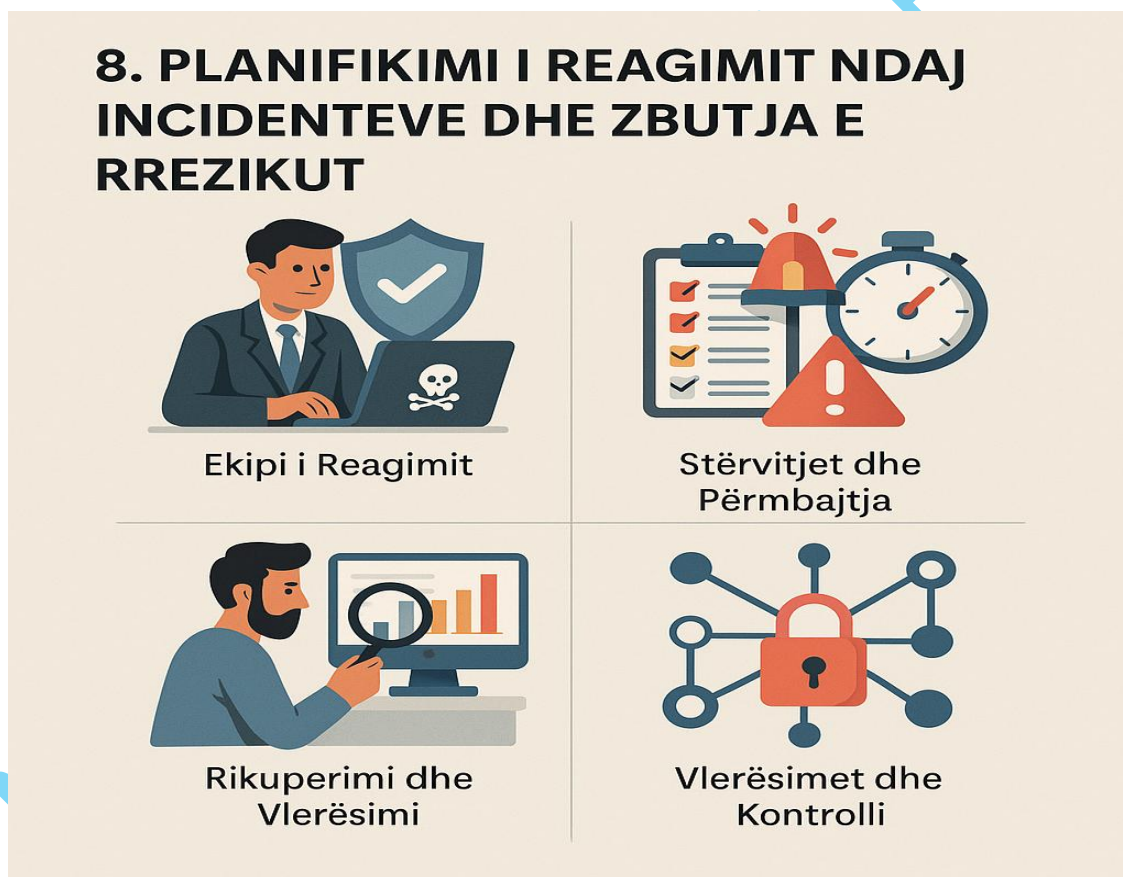 8. PLANIFIKIMI I REAGIMIT NDAJ
INCIDENTEVE DHE ZBUTJA E
RREZIKUT
Ekipi i Reagimit
Stërvitjet dhe
Përmbajtja
Rikuperimi dhe
Vlerësimi
Vlerësimet dhe
Kontrolli